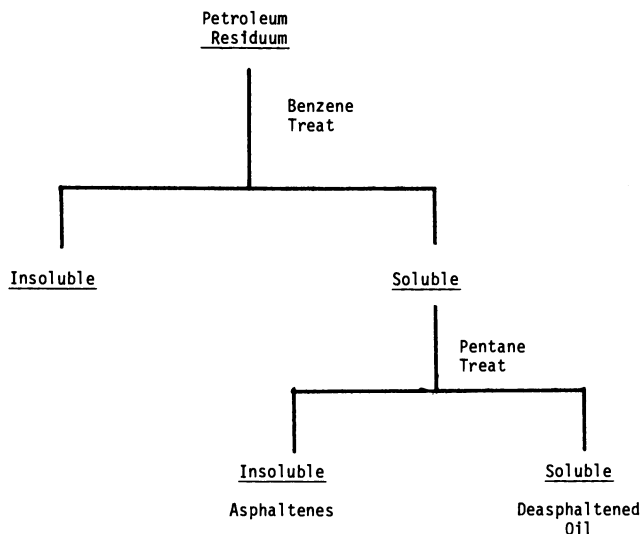 Petroleum
Residuum
Benzene
Treat
Insoluble
Soluble
Pentane
Treat
Insoluble
Soluble
Asphaltenes
Deasphaltened
Oil